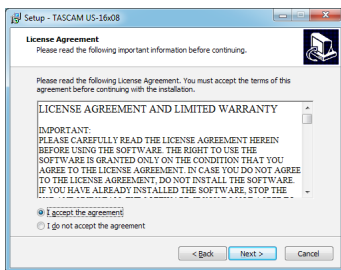 Setup - TASCAM US-16x08
License Agreement
Please read the following important information before continuing.
Please read the following License Agreement. You must accept the terms of this
agreement before continuing with the installation.
LICENSE AGREEMENT AND LIMITED WARRANTY
IMPORTANT:
PLEASE CAREFULLY READ THE LICENSE AGREEMENT HEREIN
BEFORE USING THE SOFTWARE. THE RIGHT TO USE THE
SOFTWARE IS GRANTED ONLY ON THE CONDITION THAT YOU
AGREE TO THE LICENSE AGREEMENT. IN CASE YOU DO NOT AGREE
TO THE LICENSE AGREEMENT, DO NOT INSTALL THE SOFTWARE.
IF YOU HAVE ALREADY INSTALLED THE SOFTWARE, STOP THE
I accept the agreement
I do not accept the agreement
< Back Next > Cancel